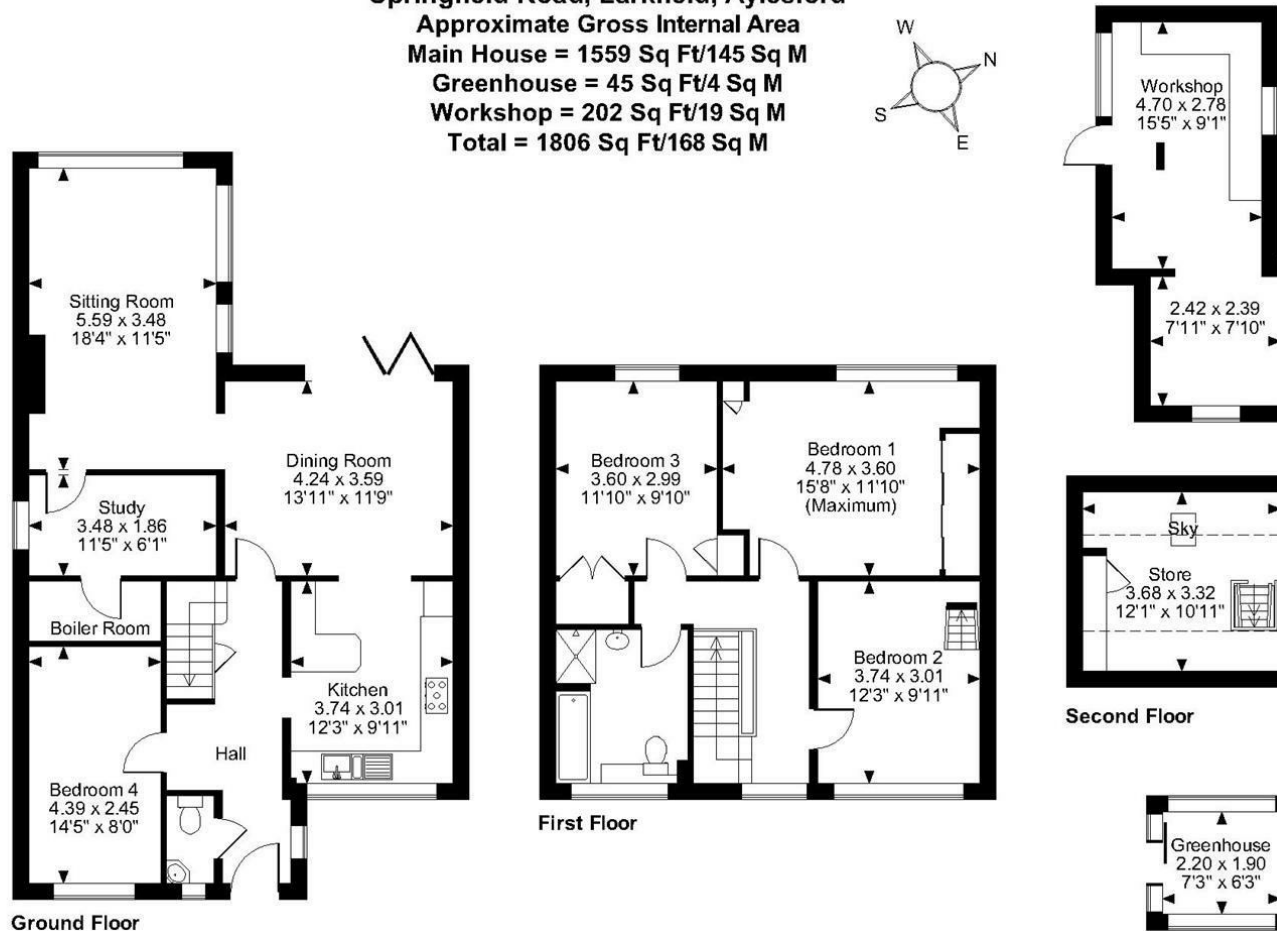 Springfield Road, Larkfield, Aylesford
Approximate Gross Internal Area
Main House = 1559 Sq Ft/145 Sq M
Greenhouse = 45 Sq Ft/4 Sq M
Workshop = 202 Sq Ft/19 Sq M
Total = 1806 Sq Ft/168 Sq M
W
N
S
E
Sitting Room
5.59 x 3.48
18'4" x 11'5"
Dining Room
4.24 x 3.59
13'11" x 11'9"
Study
3.48 x 1.86
11'5" x 6'1"
Boiler Room
Kitchen
3.74 x 3.01
12'3" x 9'11"
Hall
Bedroom 4
4.39 x 2.45
14'5" x 8'0"
Ground Floor
Bedroom 3
3.60 x 2.99
11'10" x 9'10"
Bedroom 1
4.78 x 3.60
15'8" x 11'10"
(Maximum)
Bedroom 2
3.74 x 3.01
12'3" x 9'11"
First Floor
Workshop
4.70 x 2.78
15'5" x 9'1"
2.42 x 2.39
7'11" x 7'10"
Sky
Store
3.68 x 3.32
12'1" x 10'11"
Second Floor
Greenhouse
2.20 x 1.90
7'3" x 6'3"